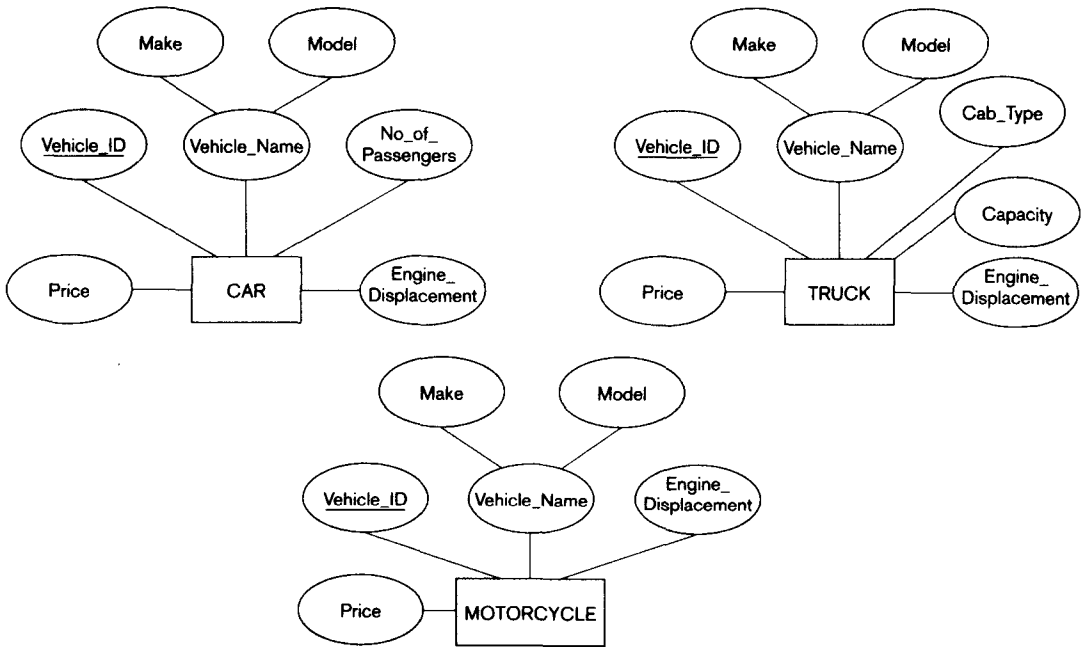 Make
Model
Vehicle_ID
Vehicle_Name
No_of_
Passengers
Price
CAR
Engine_
Displacement
Make
Model
Cab_Type
Vehicle_ID
Vehicle_Name
Capacity
Price
TRUCK
Engine_
Displacement
Make
Model
Vehicle_ID
Vehicle_Name
Engine_
Displacement
Price
MOTORCYCLE